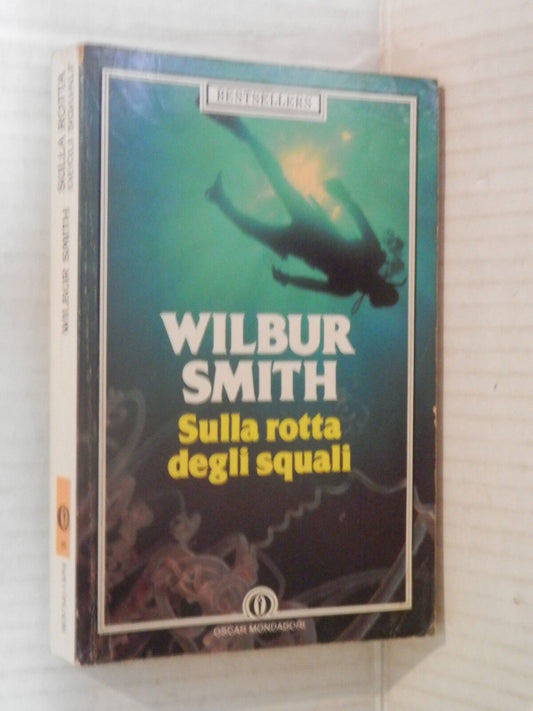 BESTSELLERS
WILBUR
SMITH
Sulla rotta
degli squali
OSCAR MONDADORI
WILBUR SMITH SULLA ROTTA
DEGLI SQUALI